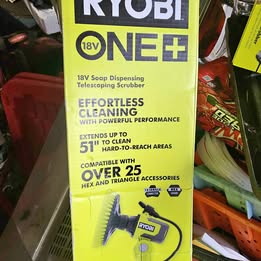 RYOBI
18V ONE+
18V Soap Dispensing
Telescoping Scrubber
EFFORTLESS
CLEANING
WITH POWERFUL PERFORMANCE
EXTENDS UP TO
51" TO CLEAN
HARD-TO-REACH AREAS
COMPATIBLE WITH
OVER 25
HEX AND TRIANGLE ACCESSORIES
RYOBI